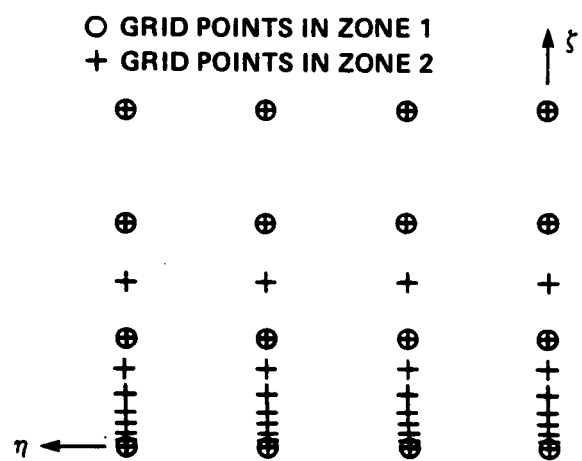 O GRID POINTS IN ZONE 1
+ GRID POINTS IN ZONE 2
ζ
η